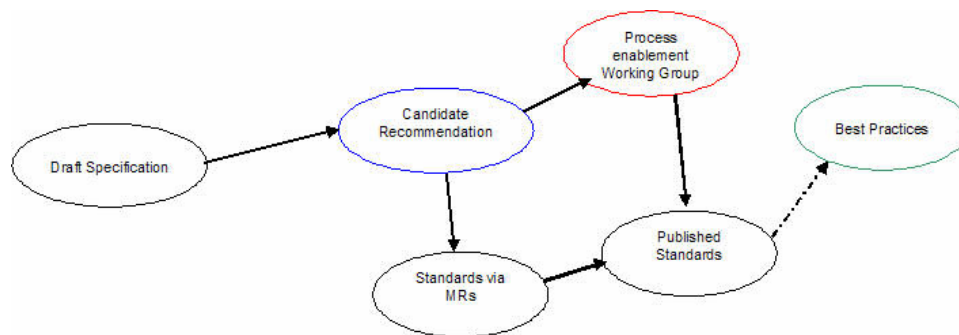 Process
enablement
Working Group
Candidate
Recommendation
Best Practices
Draft Specification
Published
Standards
Standards via
MRs